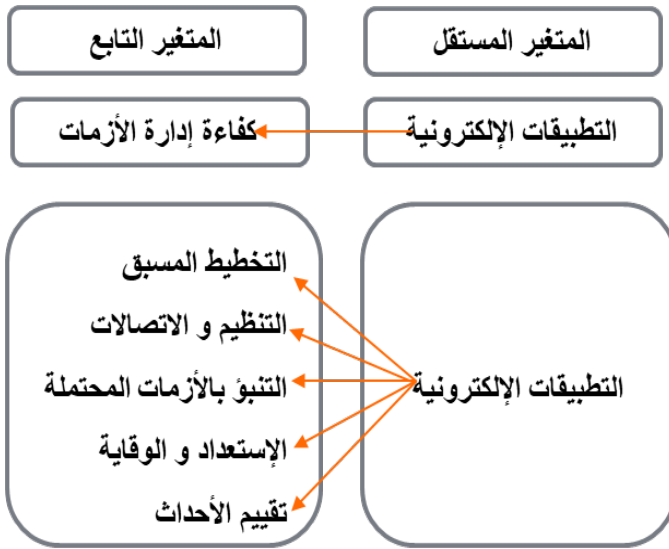 المتغير المستقل
المتغير التابع
التطبيقات الإلكترونية
كفاءة إدارة الأزمات
التطبيقات الإلكترونية
التخطيط المسبق
التنظيم و الاتصالات
التنبؤ بالأزمات المحتملة
الإستعداد و الوقاية
تقييم الأحداث